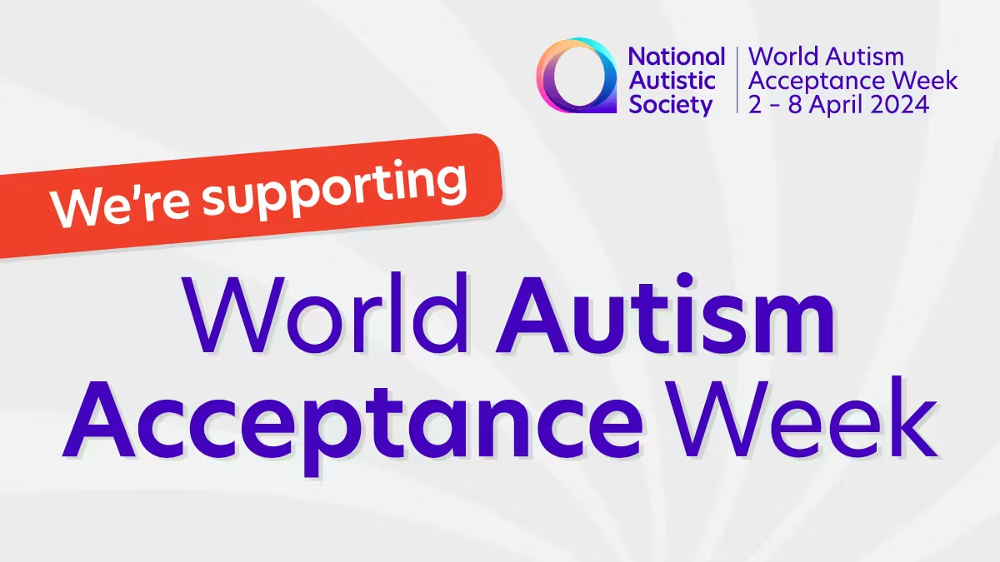 National
Autistic
Society
World Autism
Acceptance Week
2 – 8 April 2024
We’re supporting
World Autism
Acceptance Week